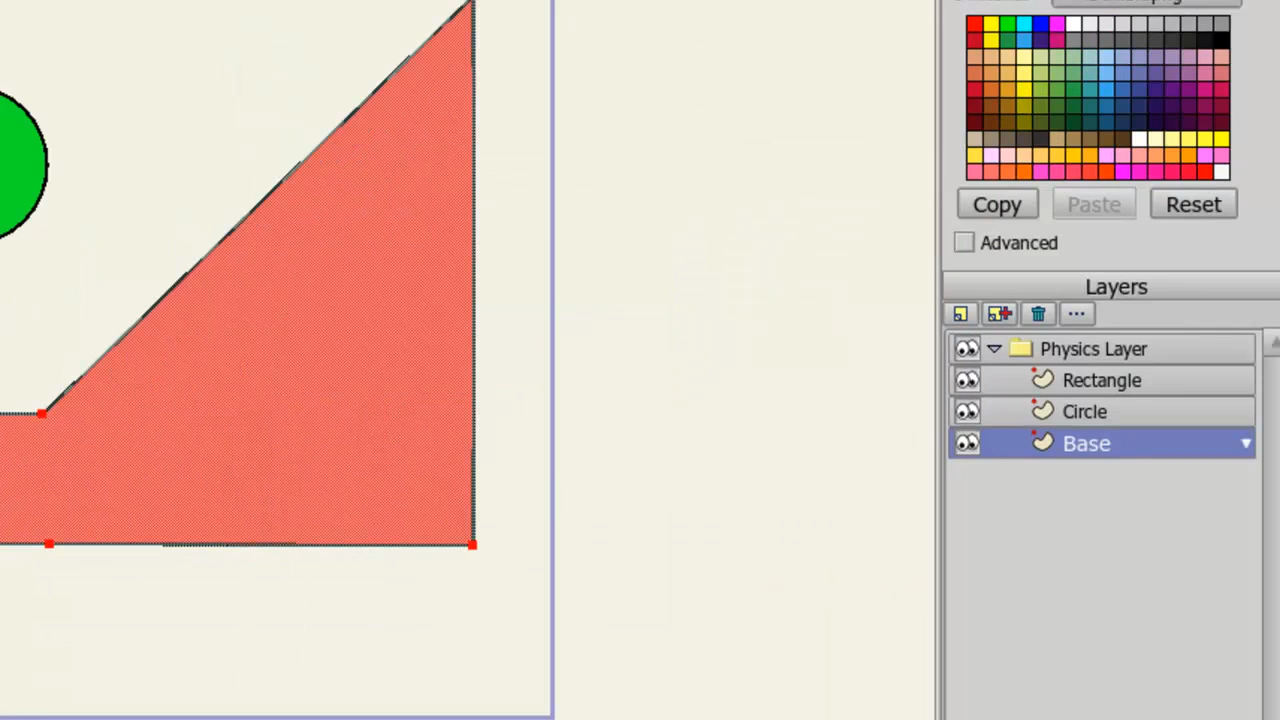 Copy
Paste
Reset
Advanced
Layers
Physics Layer
Rectangle
Circle
Base